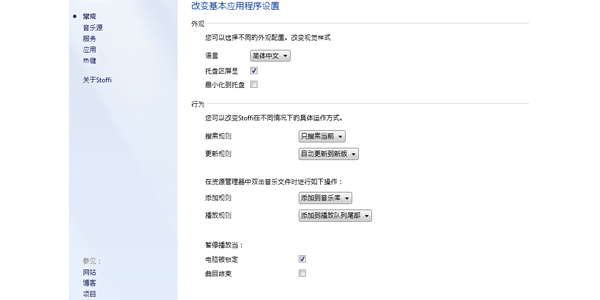 常规
音乐源
服务
应用
热键
关于Stoffi
参见：
网站
博客
项目
改变基本应用程序设置
外观
您可以选择不同的外观配置。改变视觉样式
语言 简体中文
托盘区屏显
最小化到托盘
行为
您可以改变Stoffi在不同情况下的具体运作方式。
搜索规则 只搜索当前
更新规则 自动更新到新版
在资源管理器中双击音乐文件时进行如下操作：
添加规则 添加到音乐库
播放规则 添加到播放队列尾部
暂停播放当：
电脑被锁定
曲目结束